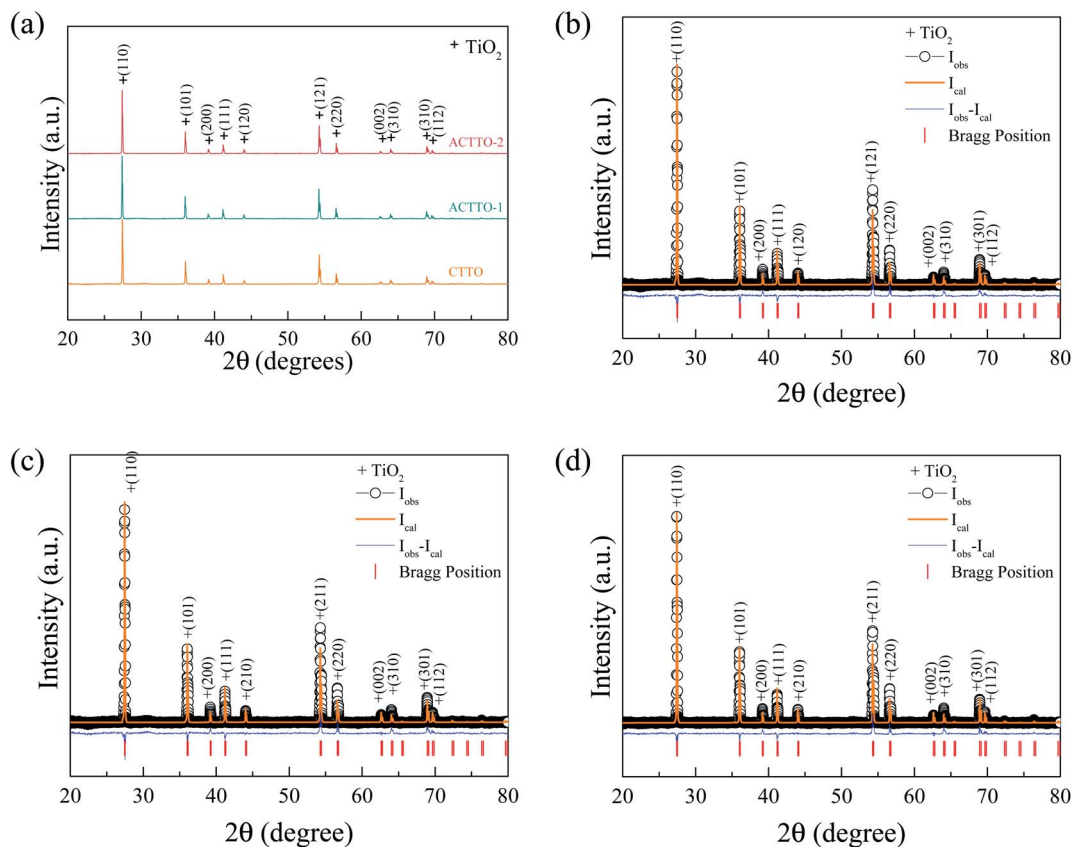 (a)
+ TiO2
+(110)
+(101)
+(200)
+(111)
+(120)
+(121)
+(220)
+(002)
+(310)
+(310)
+(112)
ACTTO-2
ACTTO-1
CTTO
Intensity (a.u.)
20 30 40 50 60 70 80
2θ (degrees)
(b)
+ TiO2
Iobs
Ical
Iobs-Ical
Bragg Position
+(110)
+(101)
+(200)
+(111)
+(120)
+(121)
+(220)
+(002)
+(310)
+(301)
+(112)
Intensity (a.u.)
20 30 40 50 60 70 80
2θ (degree)
(c)
+ TiO2
Iobs
Ical
Iobs-Ical
Bragg Position
+(110)
+(101)
+(200)
+(111)
+(210)
+(211)
+(220)
+(002)
+(310)
+(301)
+(112)
Intensity (a.u.)
20 30 40 50 60 70 80
2θ (degree)
(d)
+ TiO2
Iobs
Ical
Iobs-Ical
Bragg Position
+(110)
+(101)
+(200)
+(111)
+(210)
+(211)
+(220)
+(002)
+(310)
+(301)
+(112)
Intensity (a.u.)
20 30 40 50 60 70 80
2θ (degree)